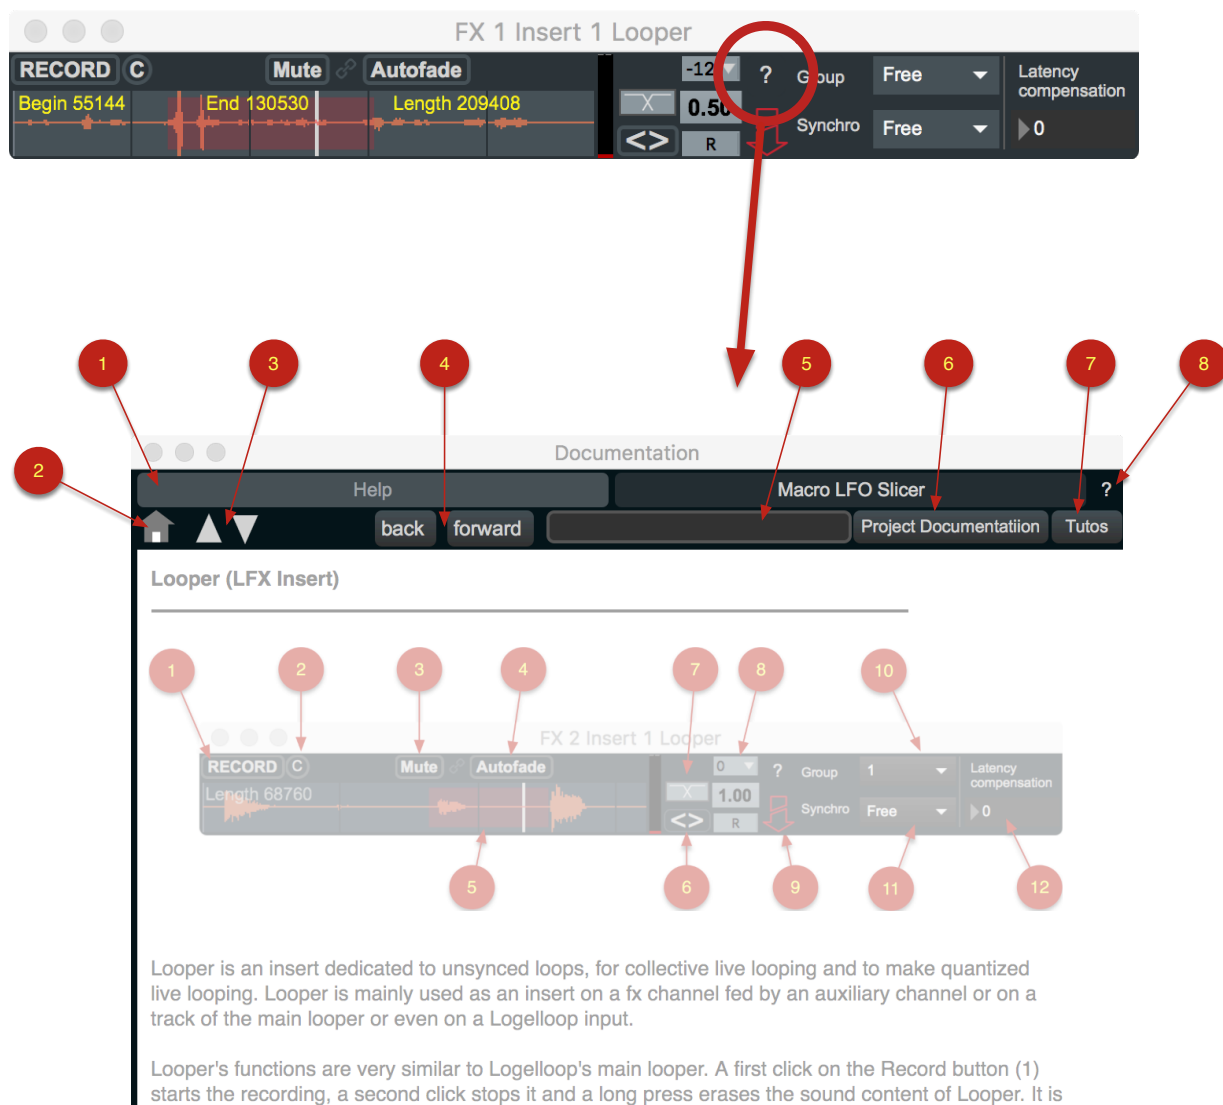 FX 1 Insert 1 Looper
RECORD C Mute Autofade
-12 ? Group Free Latency compensation
Begin 55144 End 130530 Length 209408
0.50
Synchro Free 0
<> R
1 3 4 5 6 7 8
2
Documentation
Help Macro LFO Slicer ?
back forward Project Documentatiion Tutos
Looper (LFX Insert)
1 2 3 4 7 8 10
FX 2 Insert 1 Looper
RECORD C Mute Autofade
0 ? Group 1 Latency compensation
Length 68760
1.00
Synchro Free 0
<> R
5 6 9 11 12
Looper is an insert dedicated to unsynced loops, for collective live looping and to make quantized
live looping. Looper is mainly used as an insert on a fx channel fed by an auxiliary channel or on a
track of the main looper or even on a Logelloop input.
Looper's functions are very similar to Logelloop's main looper. A first click on the Record button (1)
starts the recording, a second click stops it and a long press erases the sound content of Looper. It is